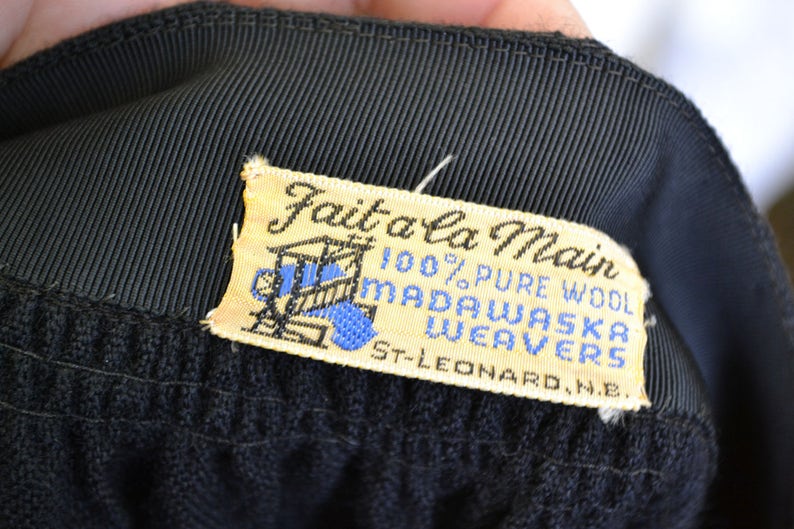 Fait a la Main
100% PURE WOOL
MADAWASKA
WEAVERS
ST-LEONARD, N.B.